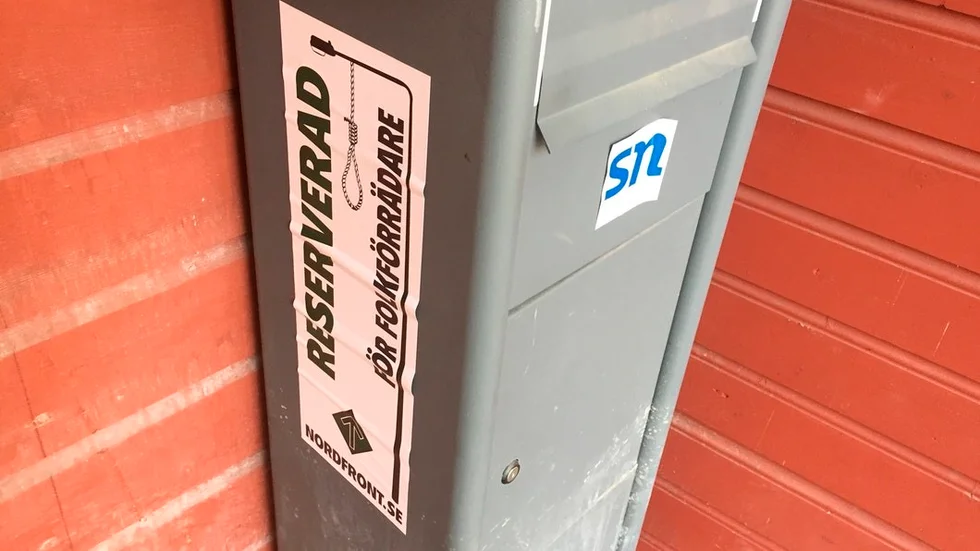 RESERVERAD
FÖR FOLKFÖRRÄDARE
NORDFRONT.SE
sn